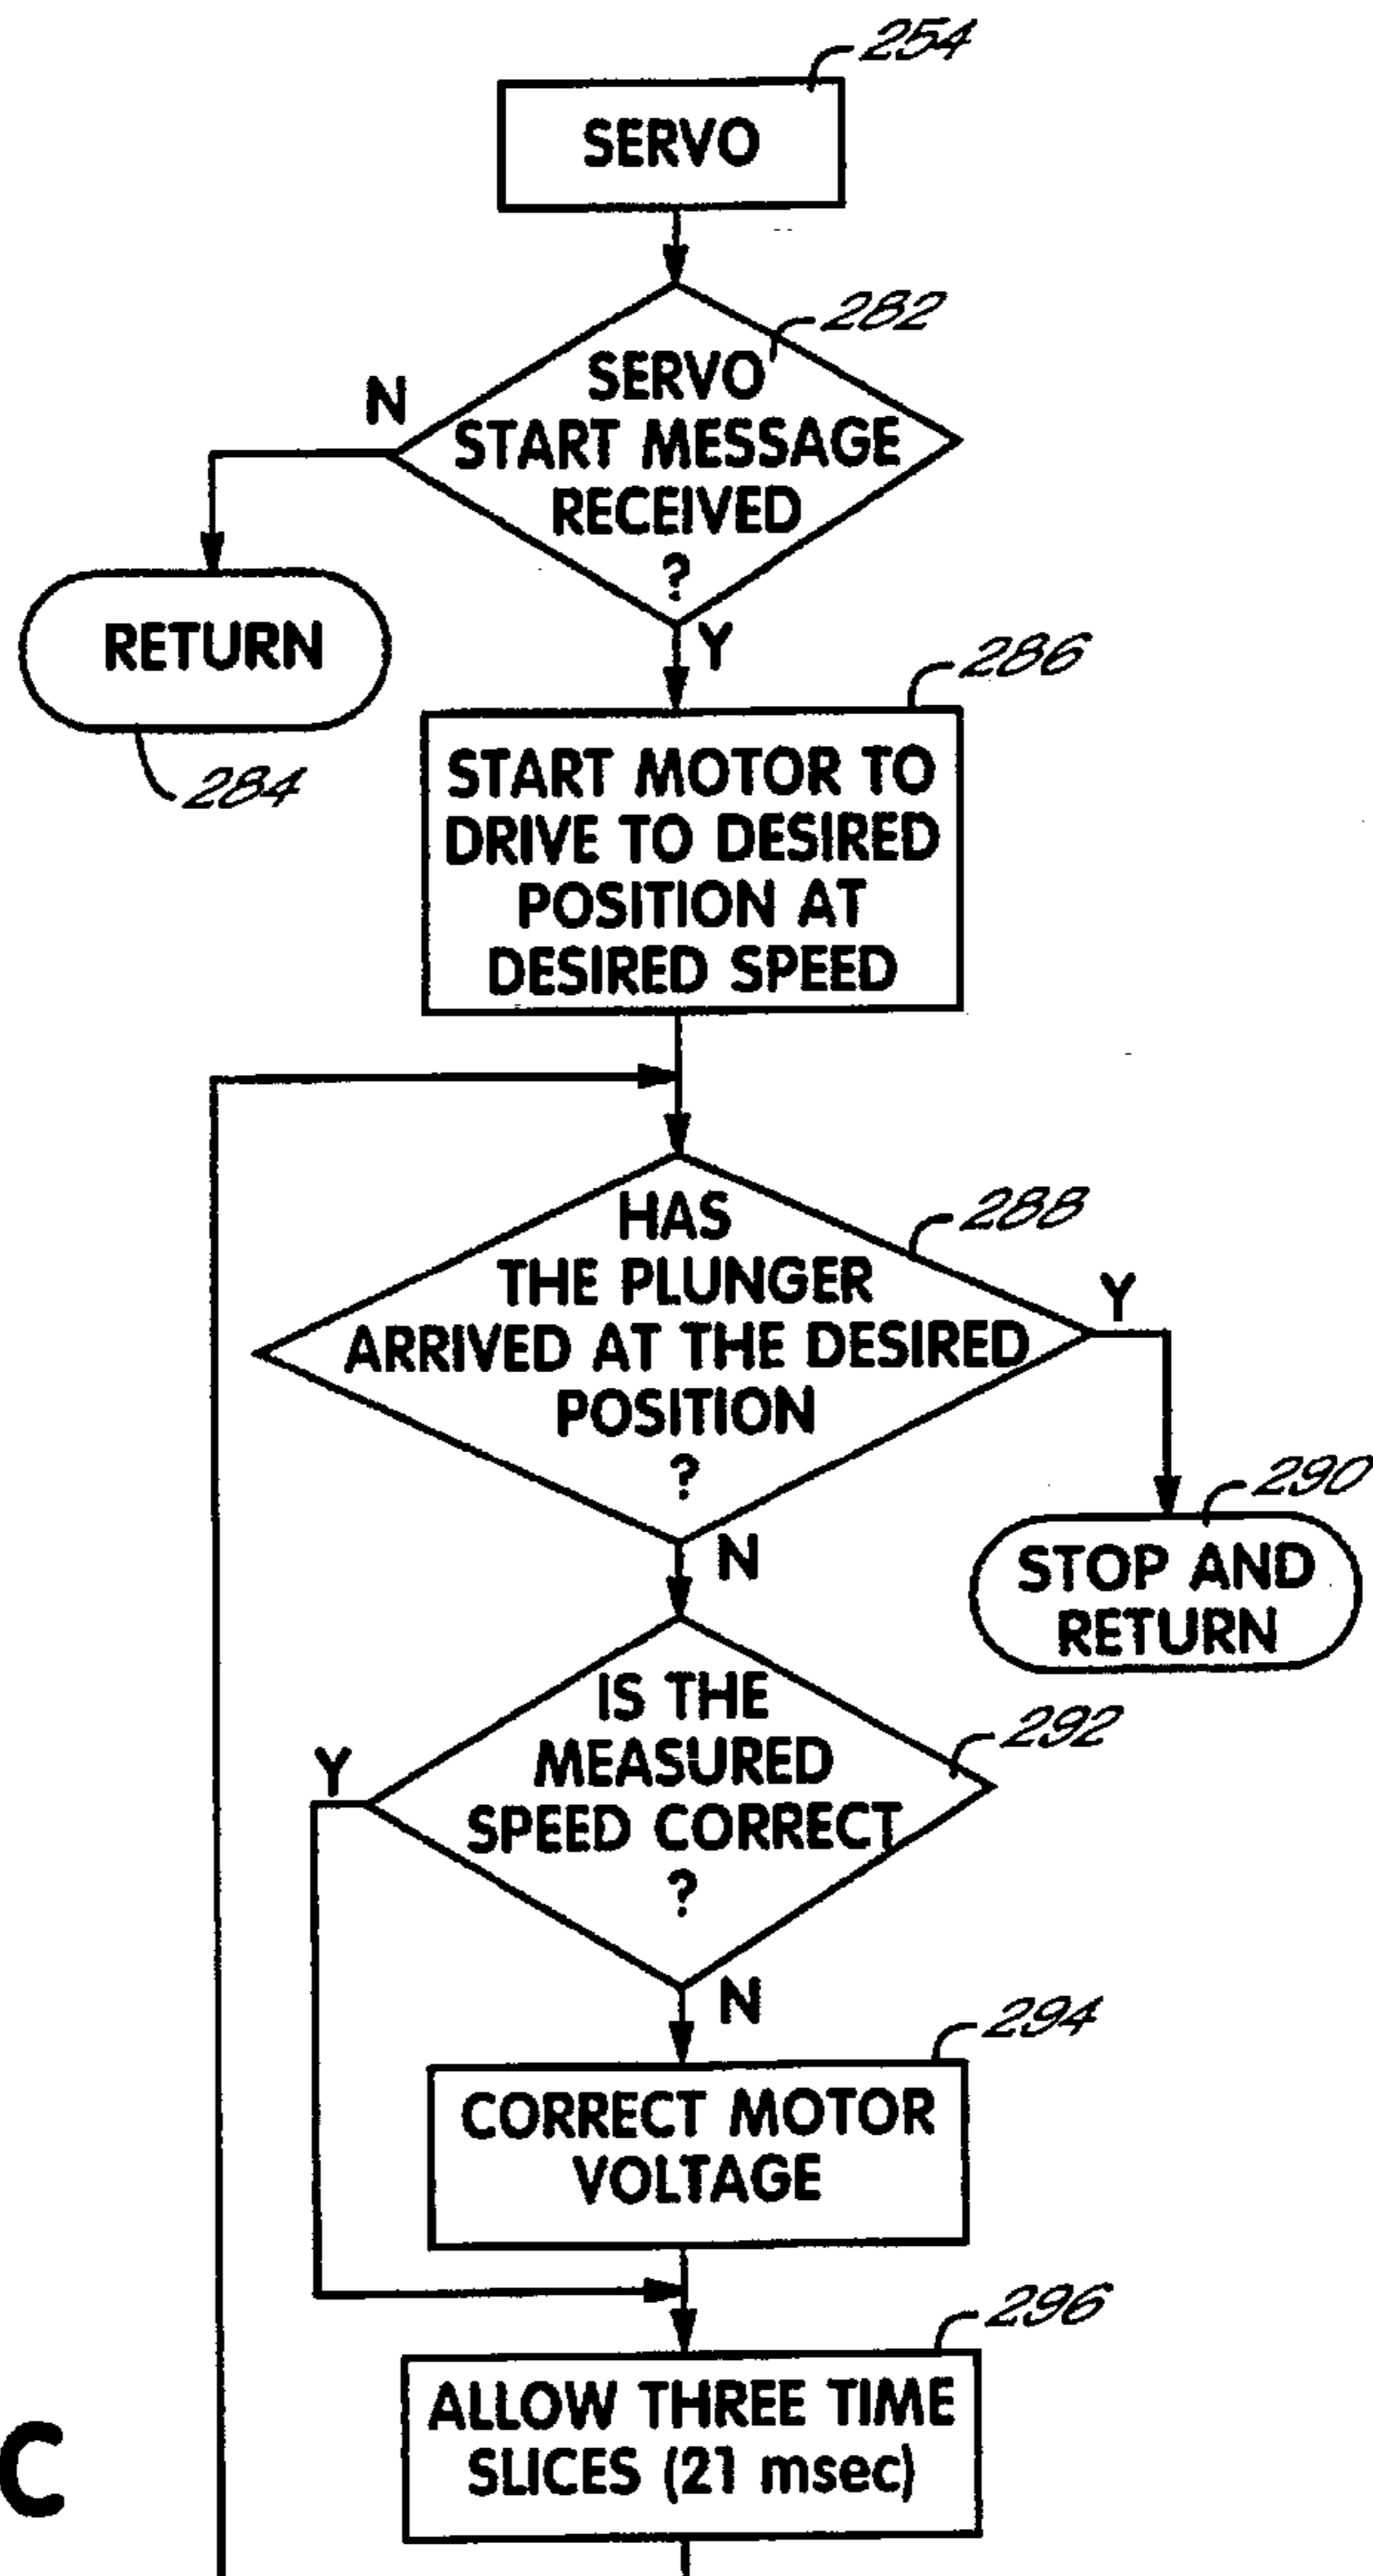 254
SERVO
282
N
SERVO
START MESSAGE
RECEIVED
?
RETURN
Y
286
284
START MOTOR TO
DRIVE TO DESIRED
POSITION AT
DESIRED SPEED
288
HAS
THE PLUNGER
ARRIVED AT THE DESIRED
POSITION
?
Y
290
N
STOP AND
RETURN
IS THE
MEASURED
SPEED CORRECT
?
292
Y
N
294
CORRECT MOTOR
VOLTAGE
296
ALLOW THREE TIME
SLICES (21 msec)
C